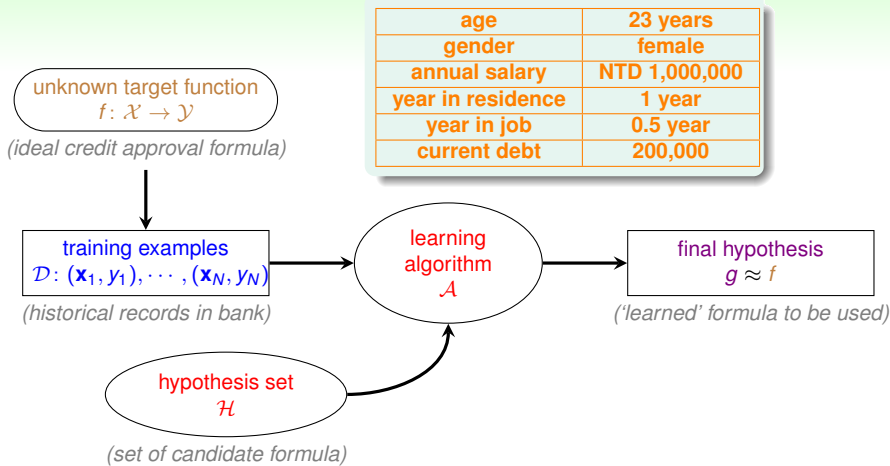 age 23 years
gender female
annual salary NTD 1,000,000
year in residence 1 year
year in job 0.5 year
current debt 200,000
unknown target function
f: 𝒳 → 𝒴
(ideal credit approval formula)
training examples
𝒟: (x₁, y₁), ⋯ , (x_N, y_N)
(historical records in bank)
learning
algorithm
𝒜
final hypothesis
g ≈ f
('learned' formula to be used)
hypothesis set
ℋ
(set of candidate formula)